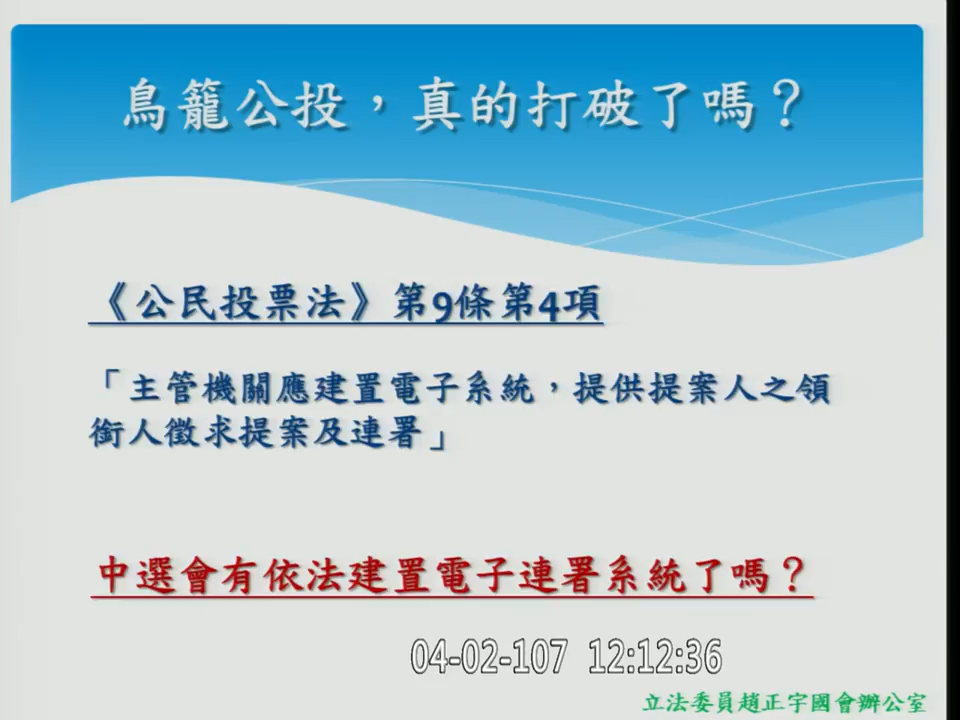 鳥籠公投，真的打破了嗎？
《公民投票法》第9條第4項
「主管機關應建置電子系統，提供提案人之領
銜人徵求提案及連署」
中選會有依法建置電子連署系統了嗎？
04-02-107 12:12:36
立法委員趙正宇國會辦公室